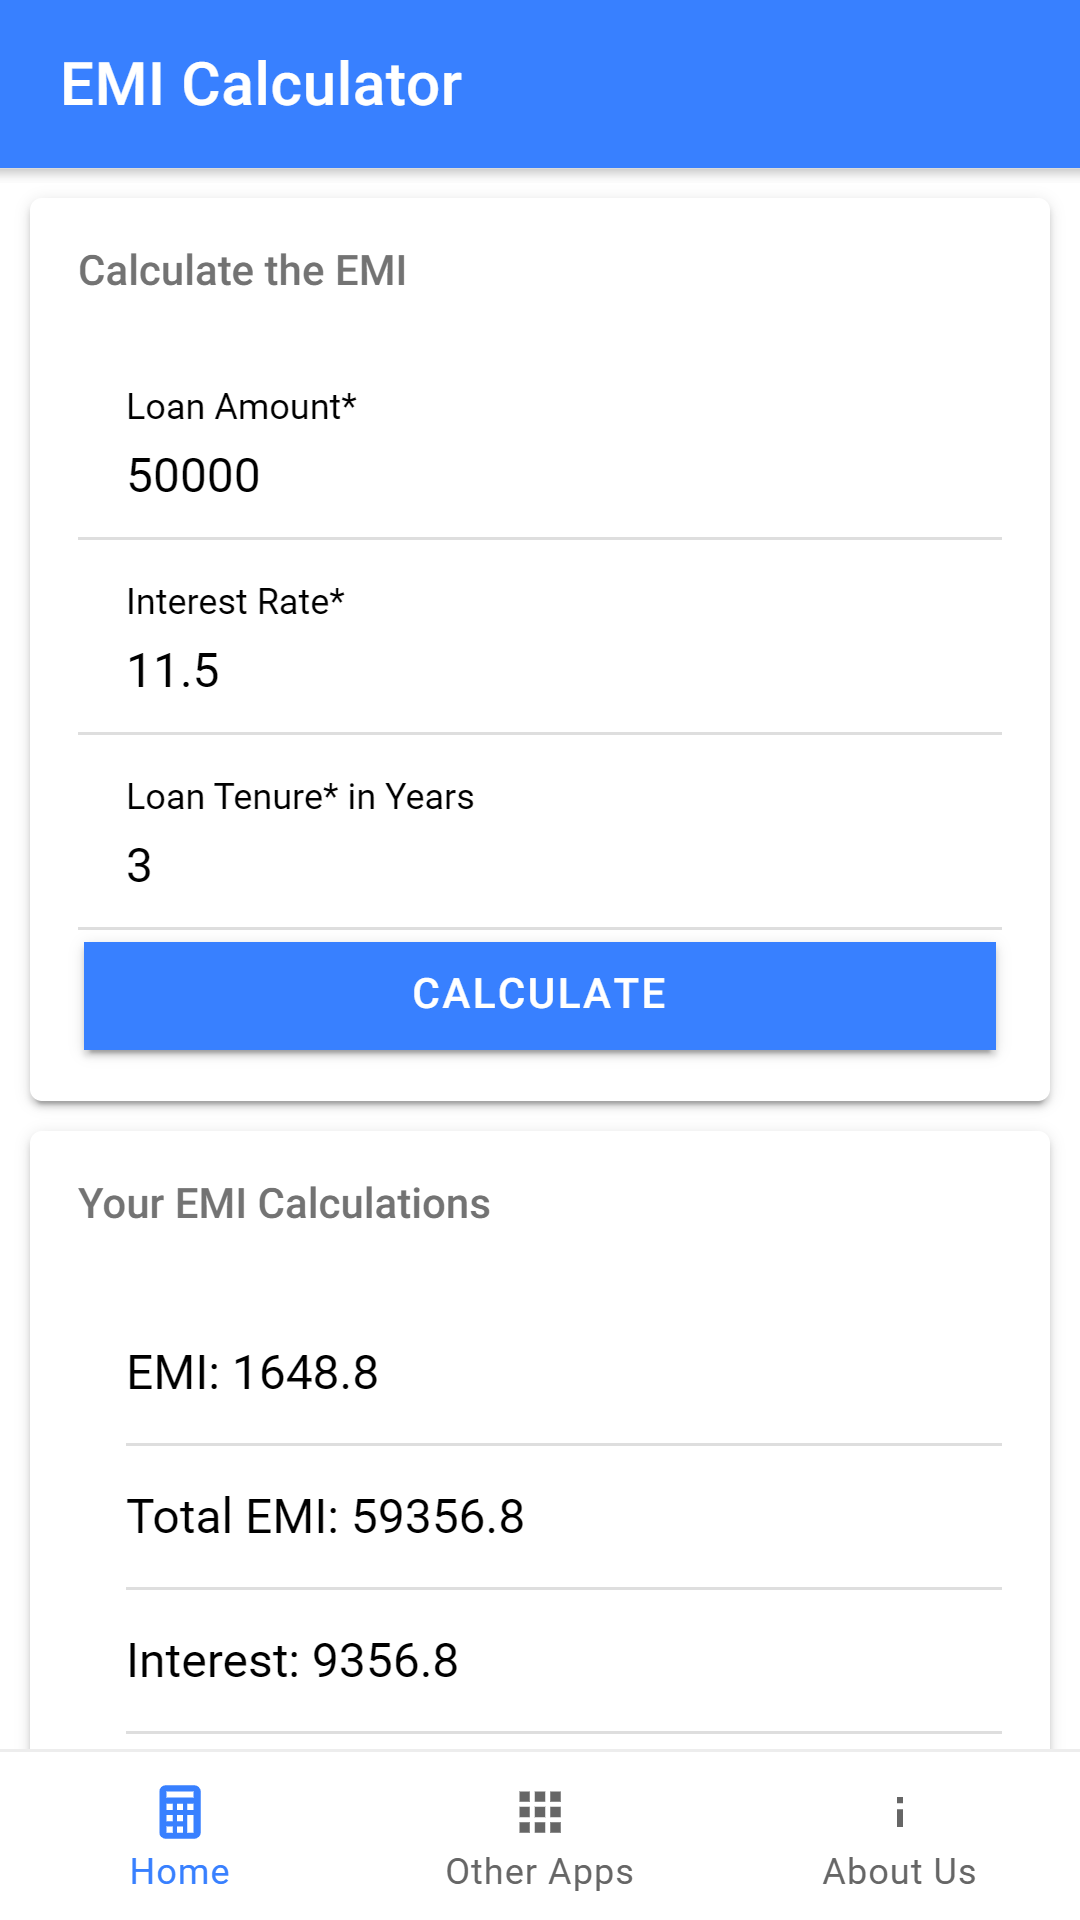 EMI Calculator
Calculate the EMI
Loan Amount*
50000
Interest Rate*
11.5
Loan Tenure* in Years
3
CALCULATE
Your EMI Calculations
EMI: 1648.8
Total EMI: 59356.8
Interest: 9356.8
Home
Other Apps
About Us